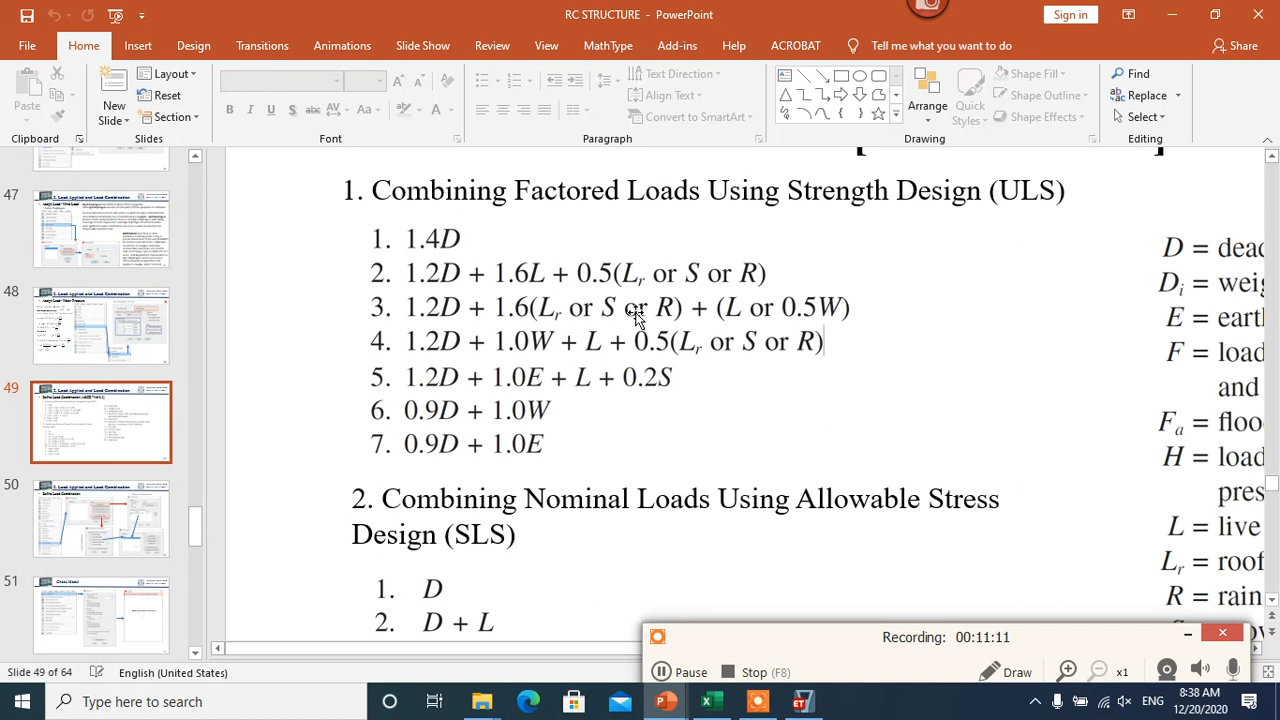 RC STRUCTURE - PowerPoint
Sign in
File Home Insert Design Transitions Animations Slide Show Review View MathType Add-ins Help ACROBAT Tell me what you want to do Share
Paste
New Slide
Layout
Reset
Section
B I U S abc AV Aa A
Text Direction
Align Text
Convert to SmartArt
Arrange
Quick Styles
Shape Fill
Shape Outline
Shape Effects
Find
Replace
Select
Clipboard Slides Font Paragraph Drawing Editing
47
48
49
50
51
1. Combining Factored Loads Using Strength Design (ULS)
1. 1.4D
2. 1.2D + 1.6L + 0.5(Lr or S or R)
3. 1.2D + 1.6(Lr or S or R) + (L or 0.5W)
4. 1.2D + 1.0W + L + 0.5(Lr or S or R)
5. 1.2D + 1.0E + L + 0.2S
6. 0.9D + 1.0W
7. 0.9D + 1.0E
2. Combining Nominal Loads Using Allowable Stress
Design (SLS)
1. D
2. D + L
D = dea
Di = wei
E = eart
F = load
and
Fa = floo
H = load
pres
L = live
Lr = roof
R = rain
Recording: 00:11:11
Pause Stop (F8) Draw x1
Slide 49 of 64 English (United States)
Type here to search
ENG
8:38 AM
12/20/2020